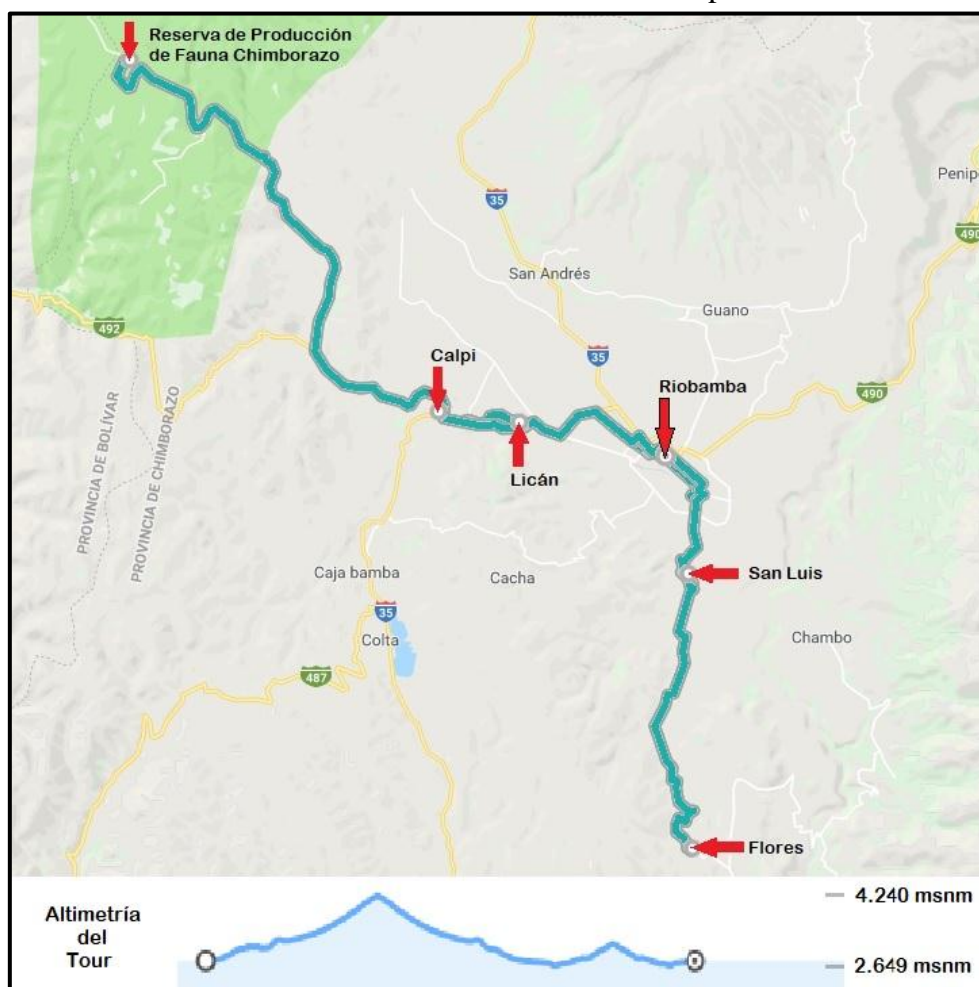 Reserva de Producción
de Fauna Chimborazo
Penipe
490
35
San Andrés
Guano
492
Calpi
35
Riobamba
490
PROVINCIA DE BOLÍVAR
PROVINCIA DE CHIMBORAZO
Licán
Caja bamba
Cacha
San Luis
35
Colta
Chambo
487
Flores
Altimetría
del
Tour
4.240 msnm
2.649 msnm